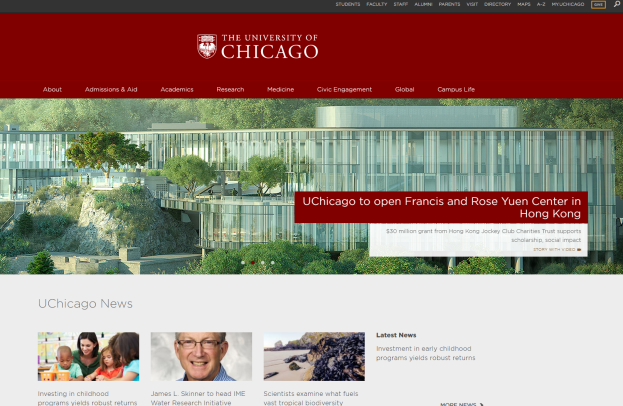 STUDENTS FACULTY STAFF ALUMNI PARENTS VISIT DIRECTORY MAPS A-Z MYUCHICAGO GIVE
THE UNIVERSITY OF
CHICAGO
About Admissions & Aid Academics Research Medicine Civic Engagement Global Campus Life
UChicago to open Francis and Rose Yuen Center in
Hong Kong
$30 million grant from Hong Kong Jockey Club Charities Trust supports
scholarship, social impact
STORY WITH VIDEO
UChicago News
Investing in childhood
programs yields robust returns
James L. Skinner to head IME
Water Research Initiative
Scientists examine what fuels
vast tropical biodiversity
Latest News
Investment in early childhood
programs yields robust returns
MORE NEWS